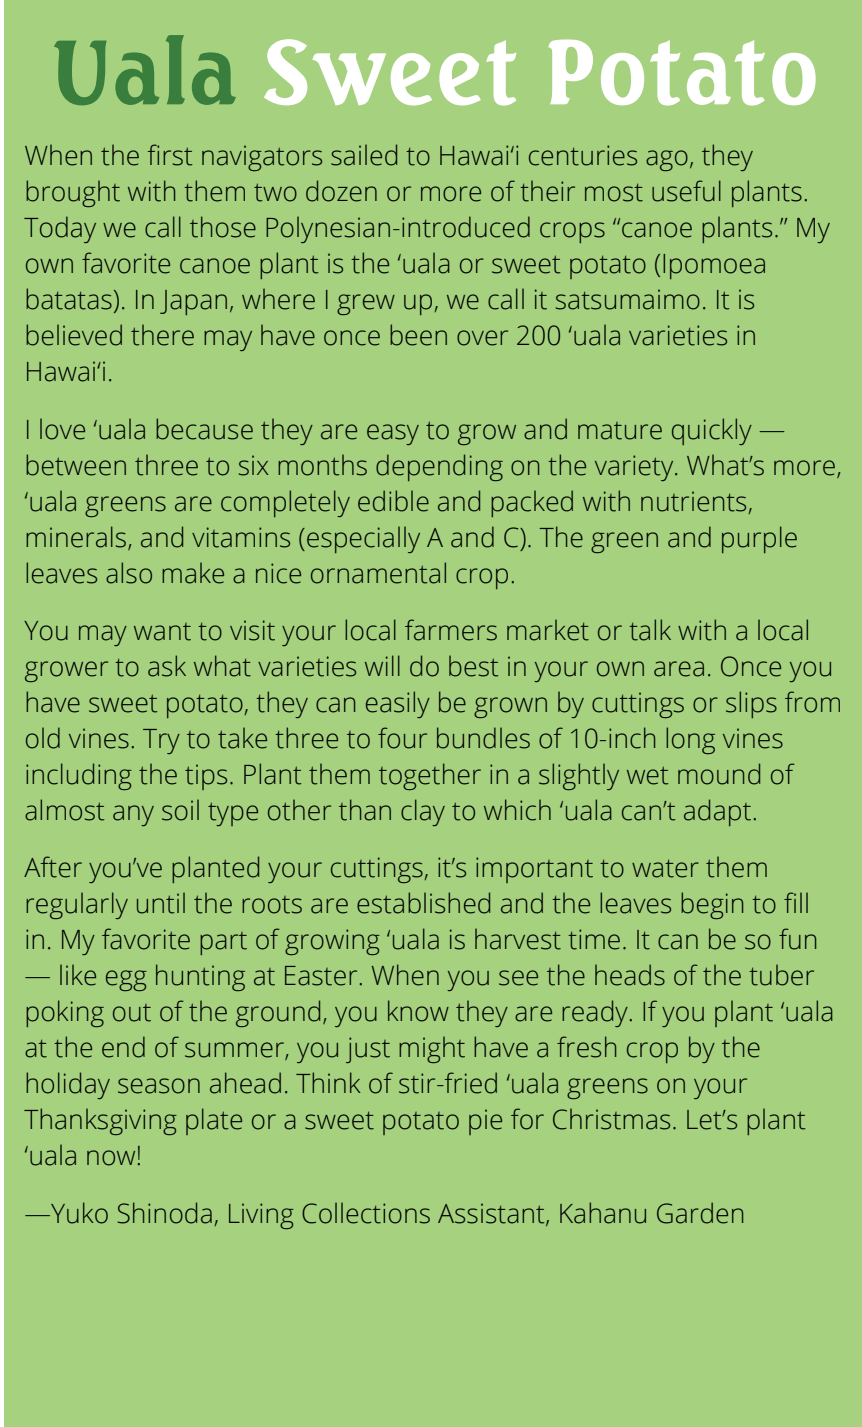 Uala Sweet Potato
When the first navigators sailed to Hawai‘i centuries ago, they
brought with them two dozen or more of their most useful plants.
Today we call those Polynesian-introduced crops “canoe plants.” My
own favorite canoe plant is the ‘uala or sweet potato (Ipomoea
batatas). In Japan, where I grew up, we call it satsumaimo. It is
believed there may have once been over 200 ‘uala varieties in
Hawai‘i.
I love ‘uala because they are easy to grow and mature quickly —
between three to six months depending on the variety. What’s more,
‘uala greens are completely edible and packed with nutrients,
minerals, and vitamins (especially A and C). The green and purple
leaves also make a nice ornamental crop.
You may want to visit your local farmers market or talk with a local
grower to ask what varieties will do best in your own area. Once you
have sweet potato, they can easily be grown by cuttings or slips from
old vines. Try to take three to four bundles of 10-inch long vines
including the tips. Plant them together in a slightly wet mound of
almost any soil type other than clay to which ‘uala can’t adapt.
After you’ve planted your cuttings, it’s important to water them
regularly until the roots are established and the leaves begin to fill
in. My favorite part of growing ‘uala is harvest time. It can be so fun
— like egg hunting at Easter. When you see the heads of the tuber
poking out of the ground, you know they are ready. If you plant ‘uala
at the end of summer, you just might have a fresh crop by the
holiday season ahead. Think of stir-fried ‘uala greens on your
Thanksgiving plate or a sweet potato pie for Christmas. Let’s plant
‘uala now!
—Yuko Shinoda, Living Collections Assistant, Kahanu Garden